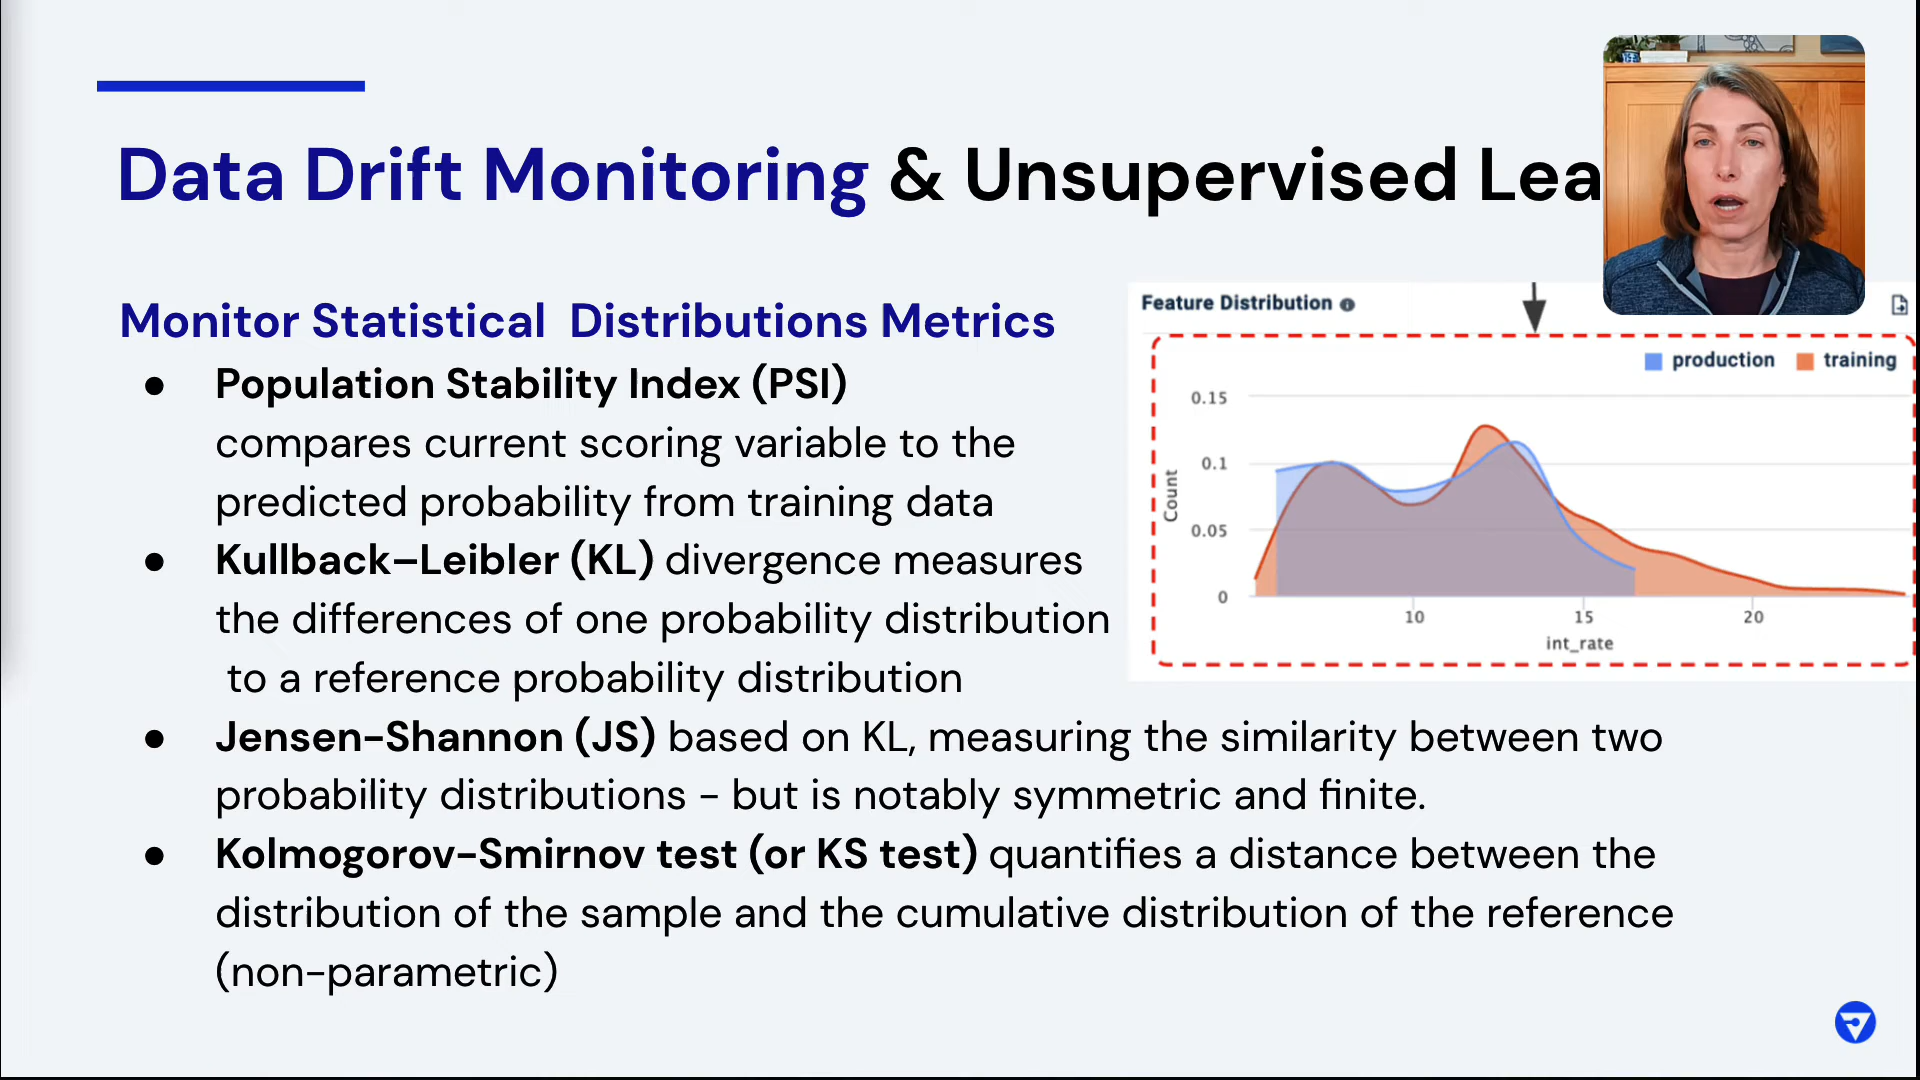 Data Drift Monitoring & Unsupervised Lea
Monitor Statistical Distributions Metrics
● Population Stability Index (PSI)
compares current scoring variable to the
predicted probability from training data
● Kullback–Leibler (KL) divergence measures
the differences of one probability distribution
to a reference probability distribution
● Jensen-Shannon (JS) based on KL, measuring the similarity between two
probability distributions - but is notably symmetric and finite.
● Kolmogorov-Smirnov test (or KS test) quantifies a distance between the
distribution of the sample and the cumulative distribution of the reference
(non-parametric)
Feature Distribution
production training
0.15
0.1
0.05
0
Count
10 15 20
int_rate